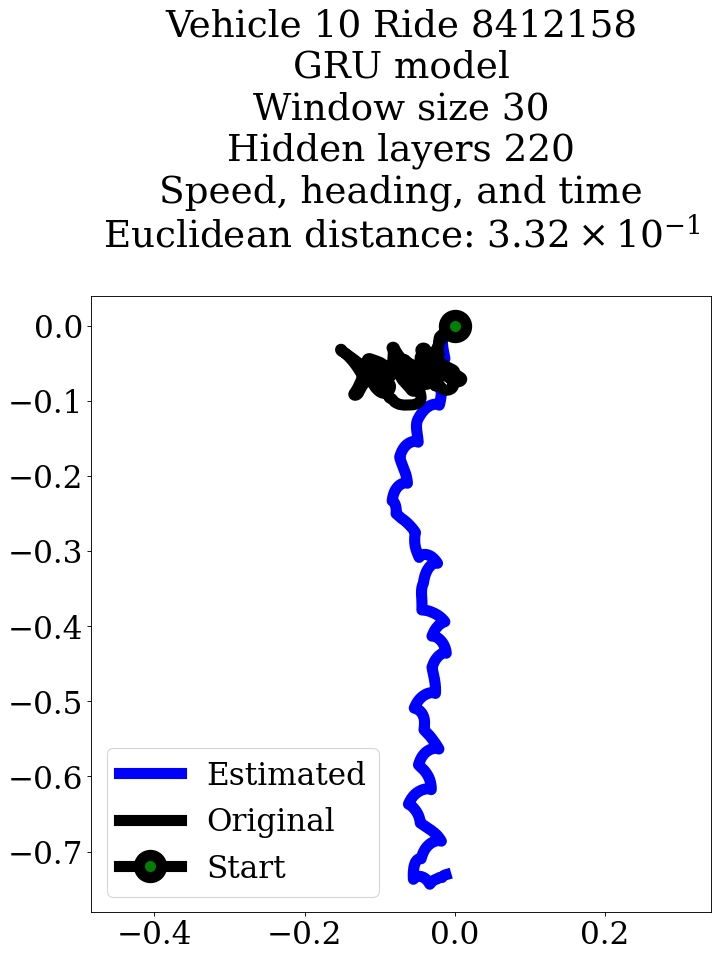 Vehicle 10 Ride 8412158
GRU model
Window size 30
Hidden layers 220
Speed, heading, and time
Euclidean distance: 3.32 × 10⁻¹
0.0
−0.1
−0.2
−0.3
−0.4
−0.5
−0.6
−0.7
Estimated
Original
Start
−0.4 −0.2 0.0 0.2